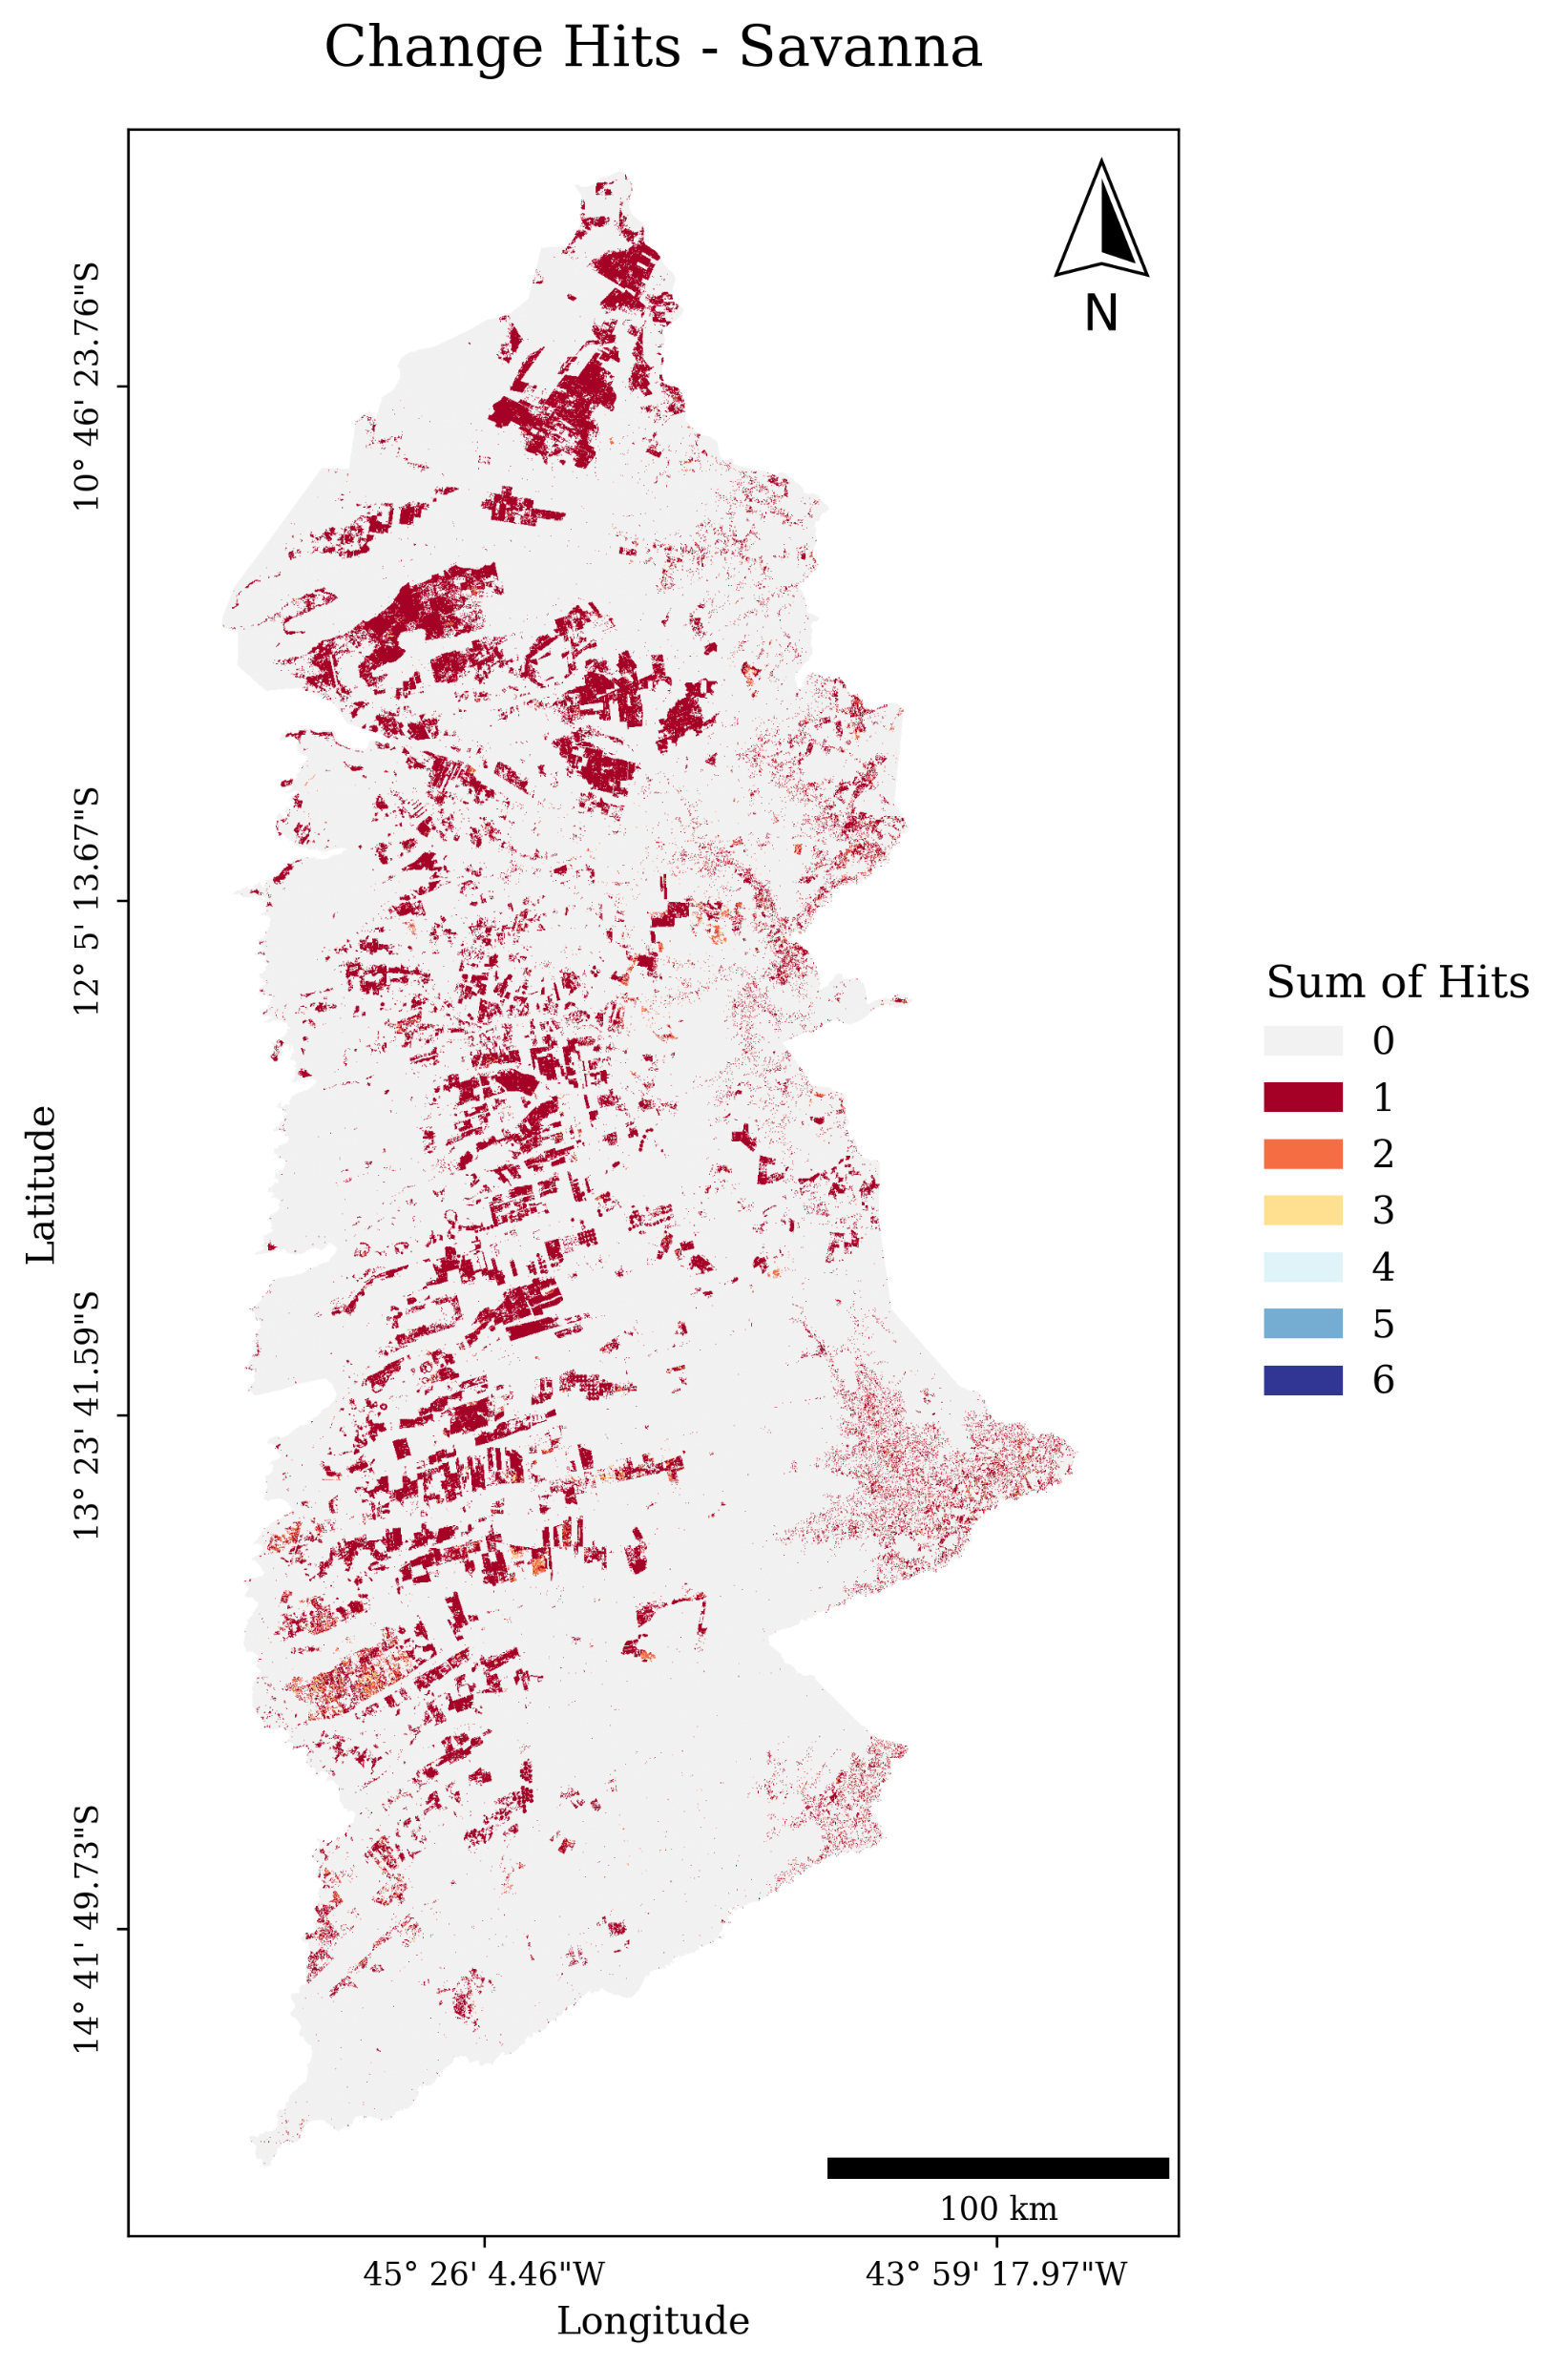 Change Hits - Savanna
N
10° 46' 23.76"S
12° 5' 13.67"S
13° 23' 41.59"S
14° 41' 49.73"S
Latitude
Sum of Hits
0
1
2
3
4
5
6
100 km
45° 26' 4.46"W
43° 59' 17.97"W
Longitude